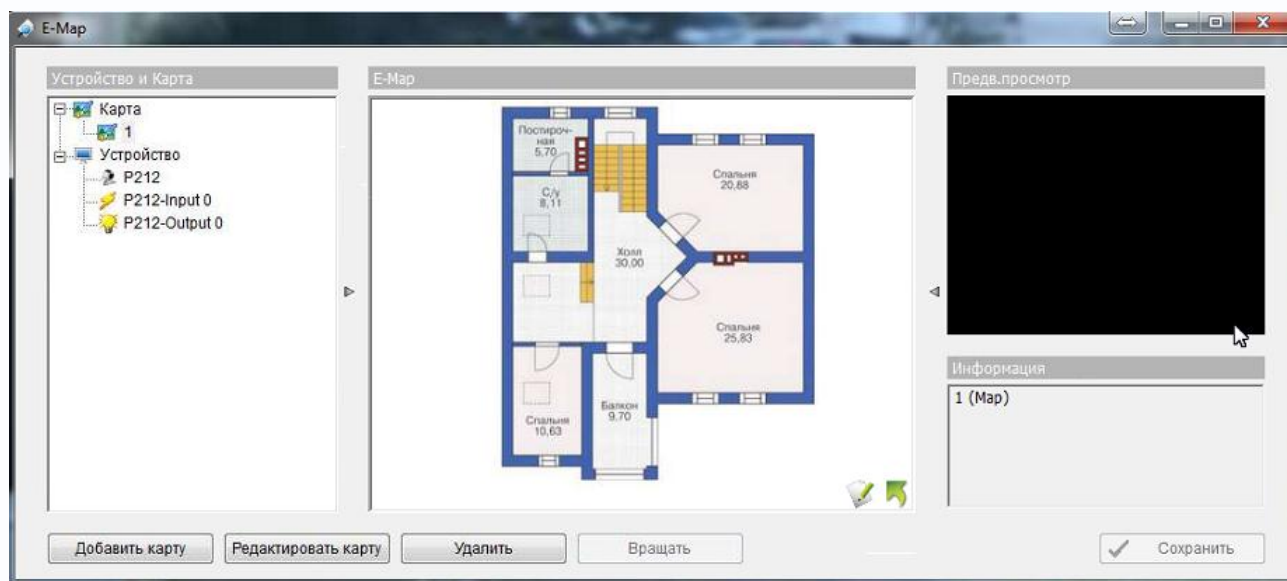 E-Map
Устройство и Карта
Карта
1
Устройство
P212
P212-Input 0
P212-Output 0
E-Map
Постироч-
ная
5,70
С/у
8,11
Холл
30,00
Спальня
20,88
Спальня
25,83
Спальня
10,63
Балкон
9,70
Предв.просмотр
Информация
1 (Map)
Добавить карту
Редактировать карту
Удалить
Вращать
Сохранить